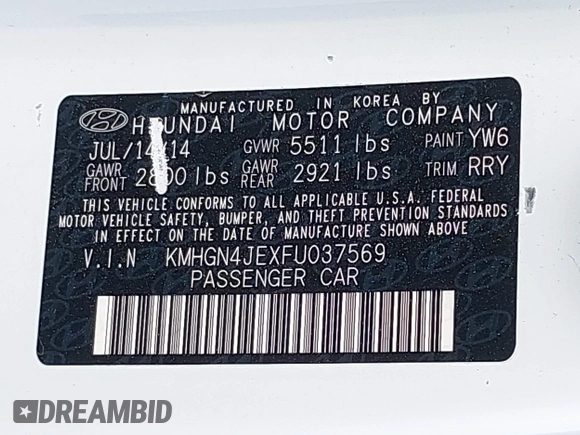 MANUFACTURED IN KOREA BY
HYUNDAI MOTOR COMPANY
GVWR 5511 lbs PAINT YW6
GAWR FRONT lbs GAWR REAR 2921 lbs TRIM RRY
THIS VEHICLE CONFORMS TO ALL APPLICABLE U.S.A. FEDERAL
MOTOR VEHICLE SAFETY, BUMPER, AND THEFT PREVENTION STANDARDS
IN EFFECT ON THE DATE OF MANUFACTURE SHOWN ABOVE
V.I.N KMHGN4JEXFU037569
PASSENGER CAR
DREAMBID